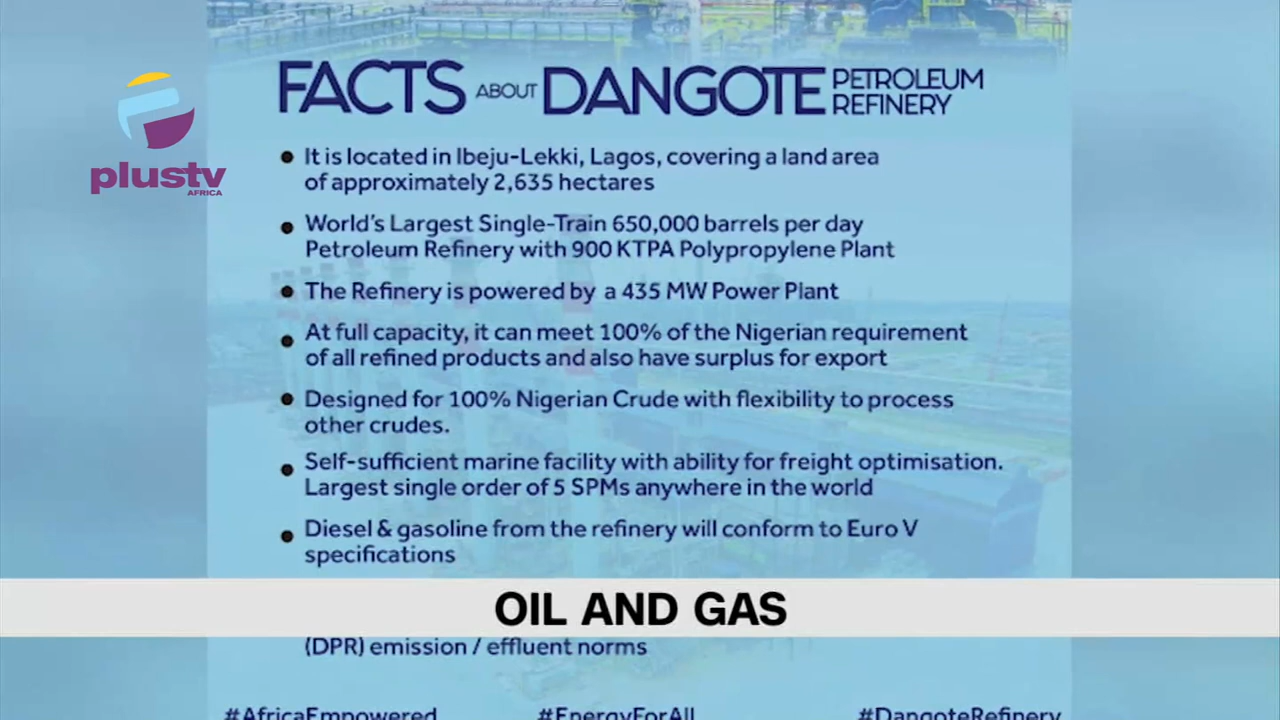 FACTS ABOUT DANGOTE PETROLEUM REFINERY
plustv
AFRICA
It is located in Ibeju-Lekki, Lagos, covering a land area
of approximately 2,635 hectares
World's Largest Single-Train 650,000 barrels per day
Petroleum Refinery with 900 KTPA Polypropylene Plant
The Refinery is powered by a 435 MW Power Plant
At full capacity, it can meet 100% of the Nigerian requirement
of all refined products and also have surplus for export
Designed for 100% Nigerian Crude with flexibility to process
other crudes.
Self-sufficient marine facility with ability for freight optimisation.
Largest single order of 5 SPMs anywhere in the world
Diesel & gasoline from the refinery will conform to Euro V
specifications
OIL AND GAS
(DPR) emission / effluent norms
#AfricaEmpowered #EnergyForAll #DangoteRefinery